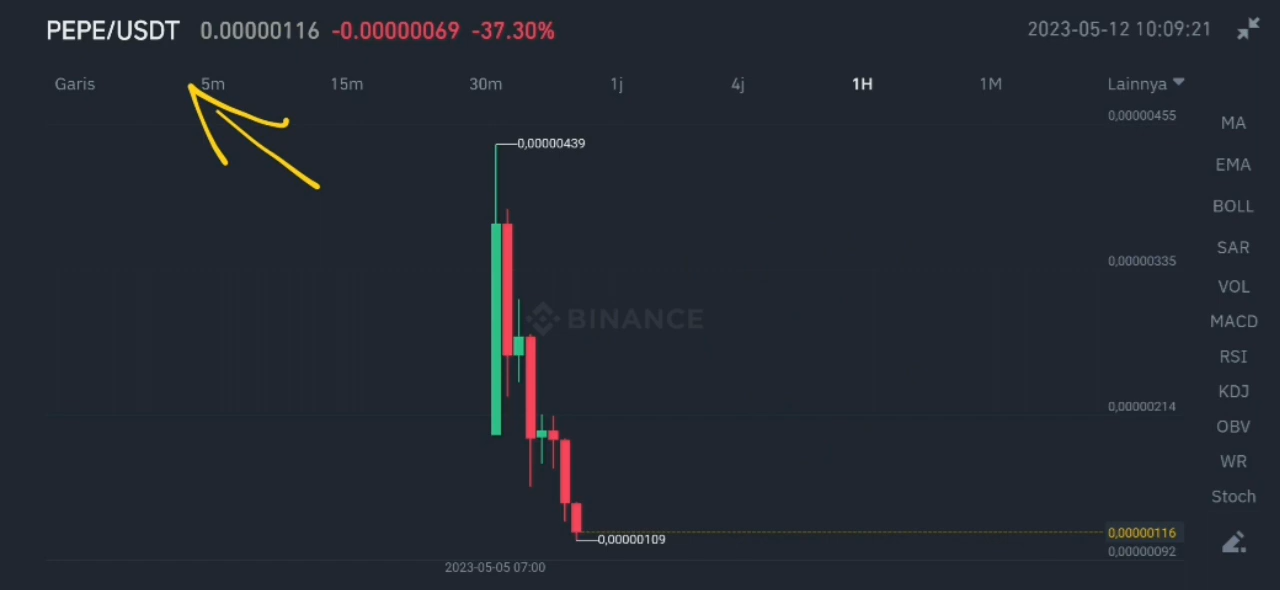 PEPE/USDT 0.00000116 -0.00000069 -37.30% 2023-05-12 10:09:21
Garis 5m 15m 30m 1j 4j 1H 1M Lainnya
0,00000455
MA
0,00000439
EMA
BOLL
SAR
0,00000335
VOL
BINANCE
MACD
RSI
KDJ
0,00000214
OBV
WR
Stoch
0,00000116
0,00000109
0,00000092
2023-05-05 07:00